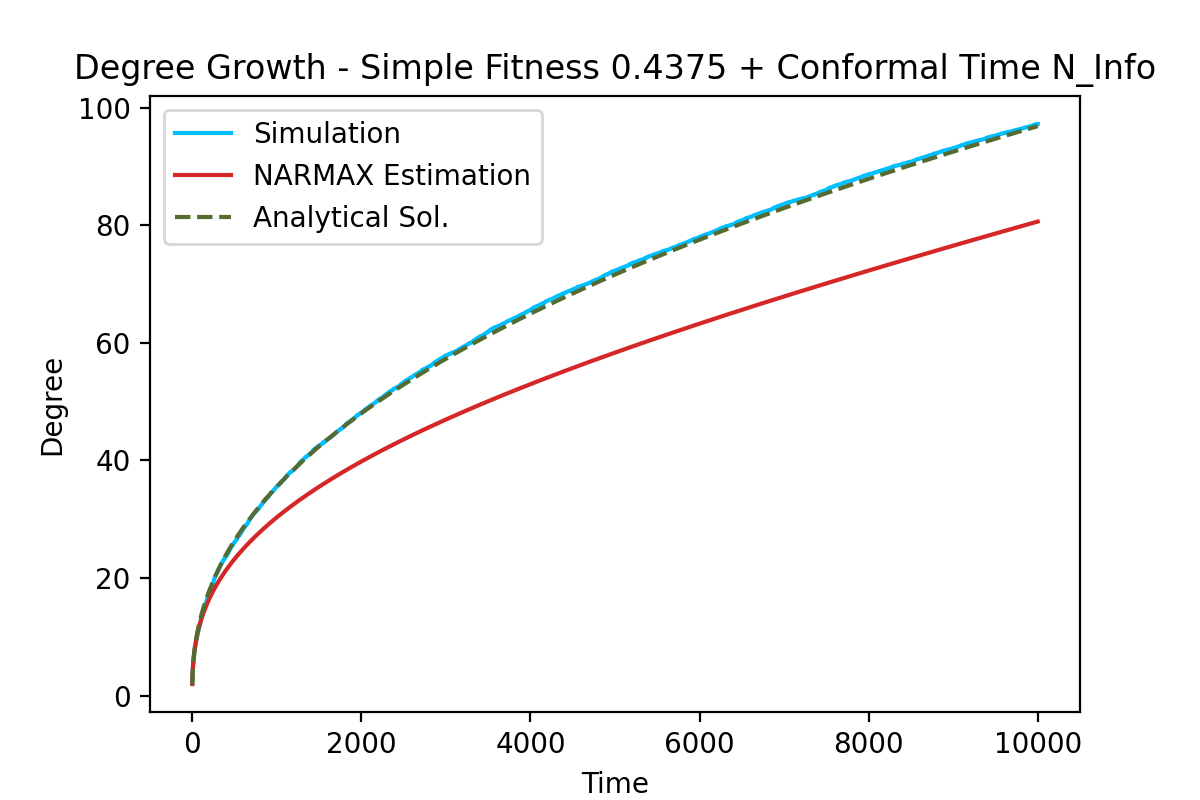 Degree Growth - Simple Fitness 0.4375 + Conformal Time N_Info
100
80
60
40
20
0
Degree
Simulation
NARMAX Estimation
Analytical Sol.
0 2000 4000 6000 8000 10000
Time